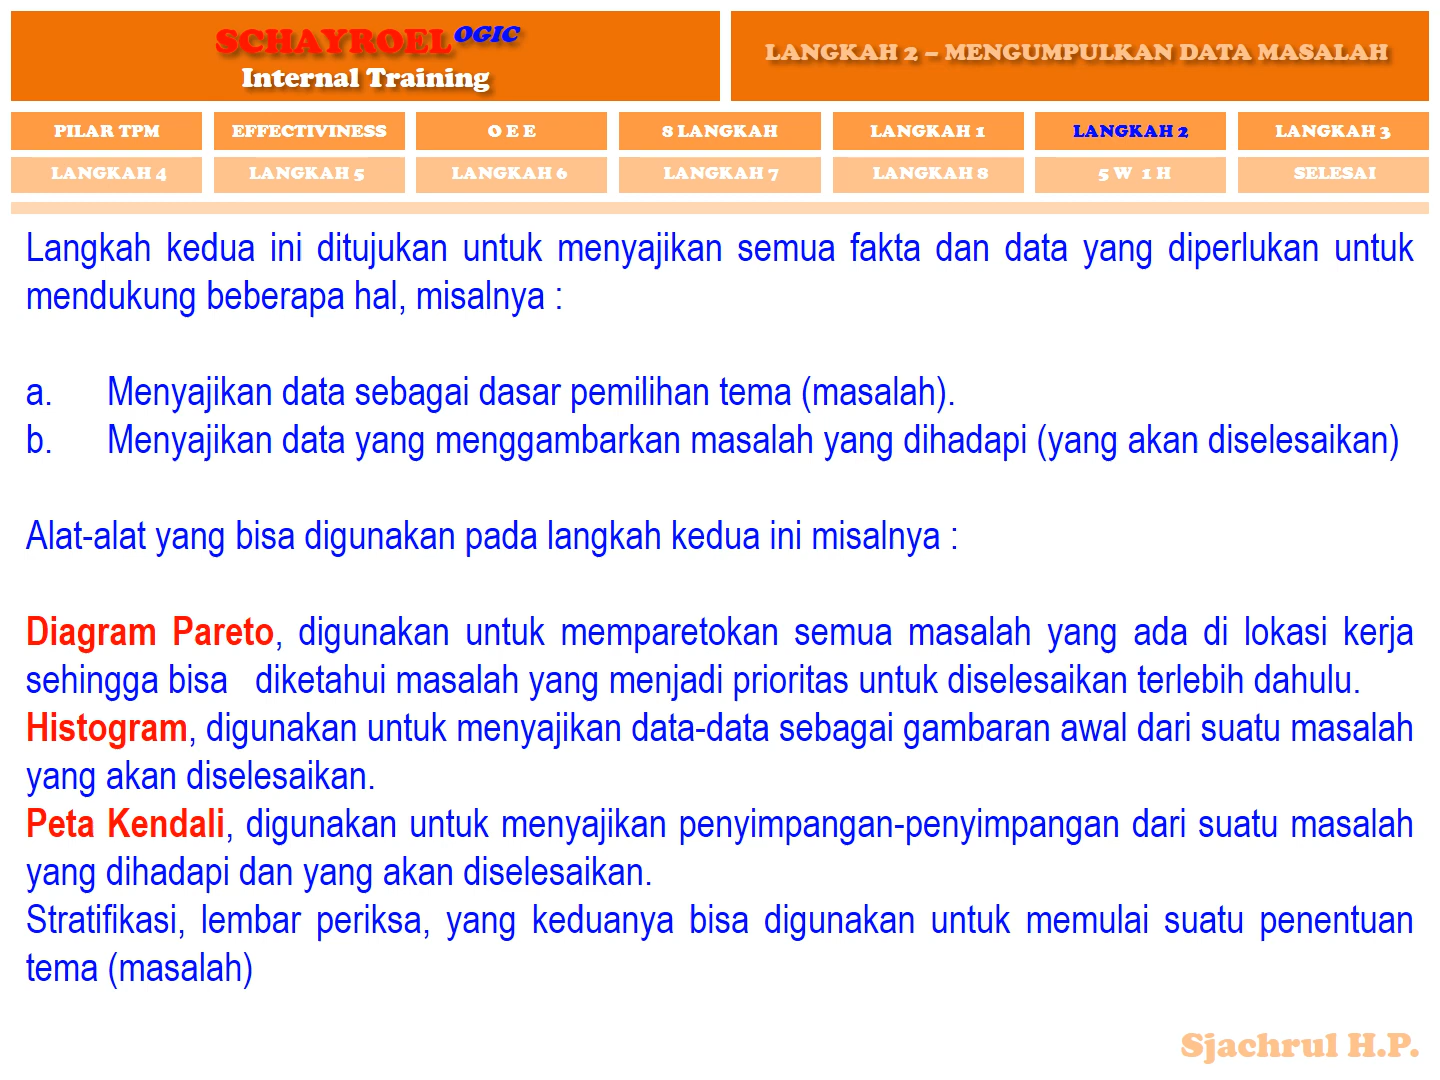 SCHAYROELOGIC
Internal Training
LANGKAH 2 – MENGUMPULKAN DATA MASALAH
PILAR TPM
EFFECTIVINESS
O E E
8 LANGKAH
LANGKAH 1
LANGKAH 2
LANGKAH 3
LANGKAH 4
LANGKAH 5
LANGKAH 6
LANGKAH 7
LANGKAH 8
5 W 1 H
SELESAI
Langkah kedua ini ditujukan untuk menyajikan semua fakta dan data yang diperlukan untuk
mendukung beberapa hal, misalnya :
a. Menyajikan data sebagai dasar pemilihan tema (masalah).
b. Menyajikan data yang menggambarkan masalah yang dihadapi (yang akan diselesaikan)
Alat-alat yang bisa digunakan pada langkah kedua ini misalnya :
Diagram Pareto, digunakan untuk memparetokan semua masalah yang ada di lokasi kerja
sehingga bisa diketahui masalah yang menjadi prioritas untuk diselesaikan terlebih dahulu.
Histogram, digunakan untuk menyajikan data-data sebagai gambaran awal dari suatu masalah
yang akan diselesaikan.
Peta Kendali, digunakan untuk menyajikan penyimpangan-penyimpangan dari suatu masalah
yang dihadapi dan yang akan diselesaikan.
Stratifikasi, lembar periksa, yang keduanya bisa digunakan untuk memulai suatu penentuan
tema (masalah)
Sjachrul H.P.